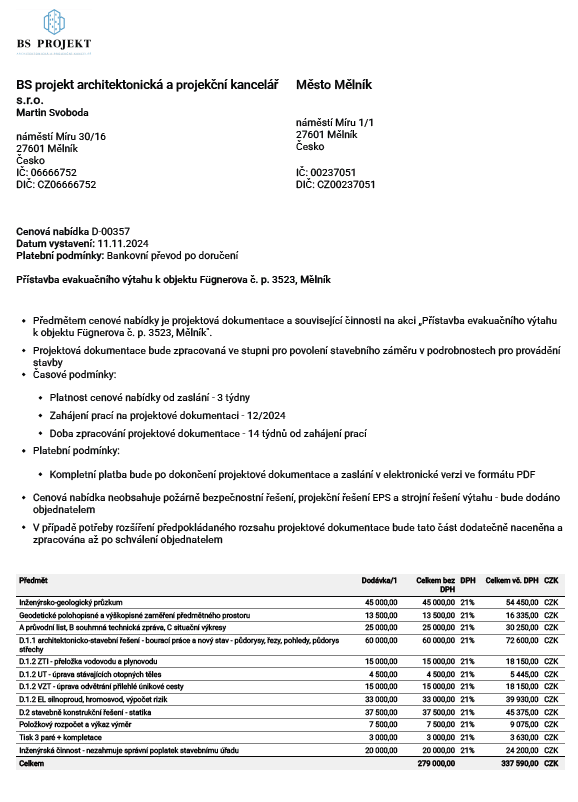 BS PROJEKT
BS projekt architektonická a projekční kancelář
s.r.o.
Martin Svoboda
náměstí Míru 30/16
27601 Mělník
Česko
IČ: 06666752
DIČ: CZ06666752
Město Mělník
náměstí Míru 1/1
27601 Mělník
Česko
IČ: 00237051
DIČ: CZ00237051
Cenová nabídka D-00357
Datum vystavení: 11.11.2024
Platební podmínky: Bankovní převod po doručení
Přístavba evakuačního výtahu k objektu Fügnerova č. p. 3523, Mělník
• Předmětem cenové nabídky je projektová dokumentace a související činnosti na akci „Přístavba evakuačního výtahu
k objektu Fügnerova č. p. 3523, Mělník".
• Projektová dokumentace bude zpracovaná ve stupni pro povolení stavebního záměru v podrobnostech pro provádění
stavby
• Časové podmínky:
• Platnost cenové nabídky od zaslání - 3 týdny
• Zahájení prací na projektové dokumentaci - 12/2024
• Doba zpracování projektové dokumentace - 14 týdnů od zahájení prací
• Platební podmínky:
• Kompletní platba bude po dokončení projektové dokumentace a zaslání v elektronické verzi ve formátu PDF
• Cenová nabídka neobsahuje požárně bezpečnostní řešení, projekční řešení EPS a strojní řešení výtahu - bude dodáno
objednatelem
• V případě potřeby rozšíření předpokládaného rozsahu projektové dokumentace bude tato část dodatečně naceněna a
zpracována až po schválení objednatelem
Předmět Dodávka/1 Celkem bez DPH DPH Celkem vč. DPH CZK
Inženýrsko-geologický průzkum 45 000,00 45 000,00 21% 54 450,00 CZK
Geodetické polohopisné a výškopisné zaměření předmětného prostoru 13 500,00 13 500,00 21% 16 335,00 CZK
A průvodní list, B souhrnná technická zpráva, C situační výkresy 25 000,00 25 000,00 21% 30 250,00 CZK
D.1.1 architektonicko-stavební řešení - bourací práce a nový stav - půdorysy, řezy, pohledy, půdorys
střechy 60 000,00 60 000,00 21% 72 600,00 CZK
D.1.2 ZTI - přeložka vodovodu a plynovodu 15 000,00 15 000,00 21% 18 150,00 CZK
D.1.2 UT - úprava stávajících otopných těles 4 500,00 4 500,00 21% 5 445,00 CZK
D.1.2 VZT - úprava odvětrání přilehlé únikové cesty 15 000,00 15 000,00 21% 18 150,00 CZK
D.1.2 EL silnoproud, hromosvod, výpočet rizik 33 000,00 33 000,00 21% 39 930,00 CZK
D.2 stavebně konstrukční řešení - statika 37 500,00 37 500,00 21% 45 375,00 CZK
Položkový rozpočet a výkaz výměr 7 500,00 7 500,00 21% 9 075,00 CZK
Tisk 3 paré + kompletace 3 000,00 3 000,00 21% 3 630,00 CZK
Inženýrská činnost - nezahrnuje správní poplatek stavebnímu úřadu 20 000,00 20 000,00 21% 24 200,00 CZK
Celkem 279 000,00 337 590,00 CZK